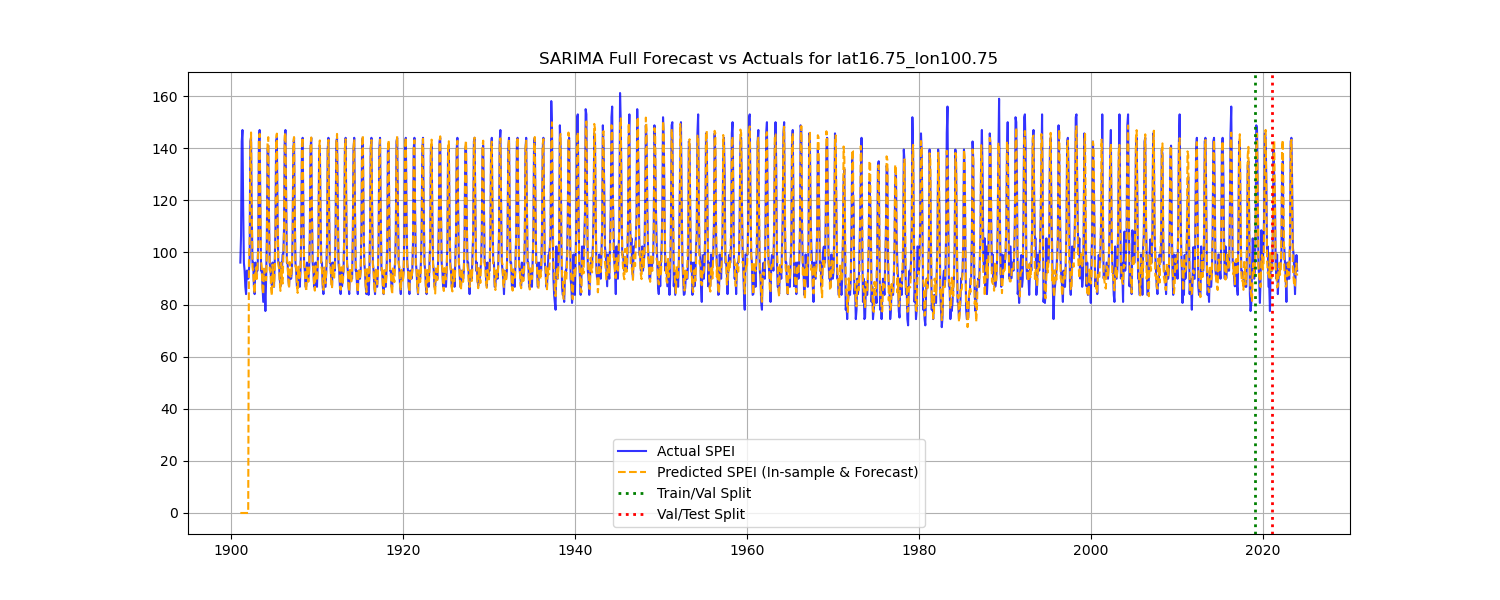 SARIMA Full Forecast vs Actuals for lat16.75_lon100.75
160
140
120
100
80
60
40
20
0
Actual SPEI
Predicted SPEI (In-sample & Forecast)
Train/Val Split
Val/Test Split
1900 1920 1940 1960 1980 2000 2020